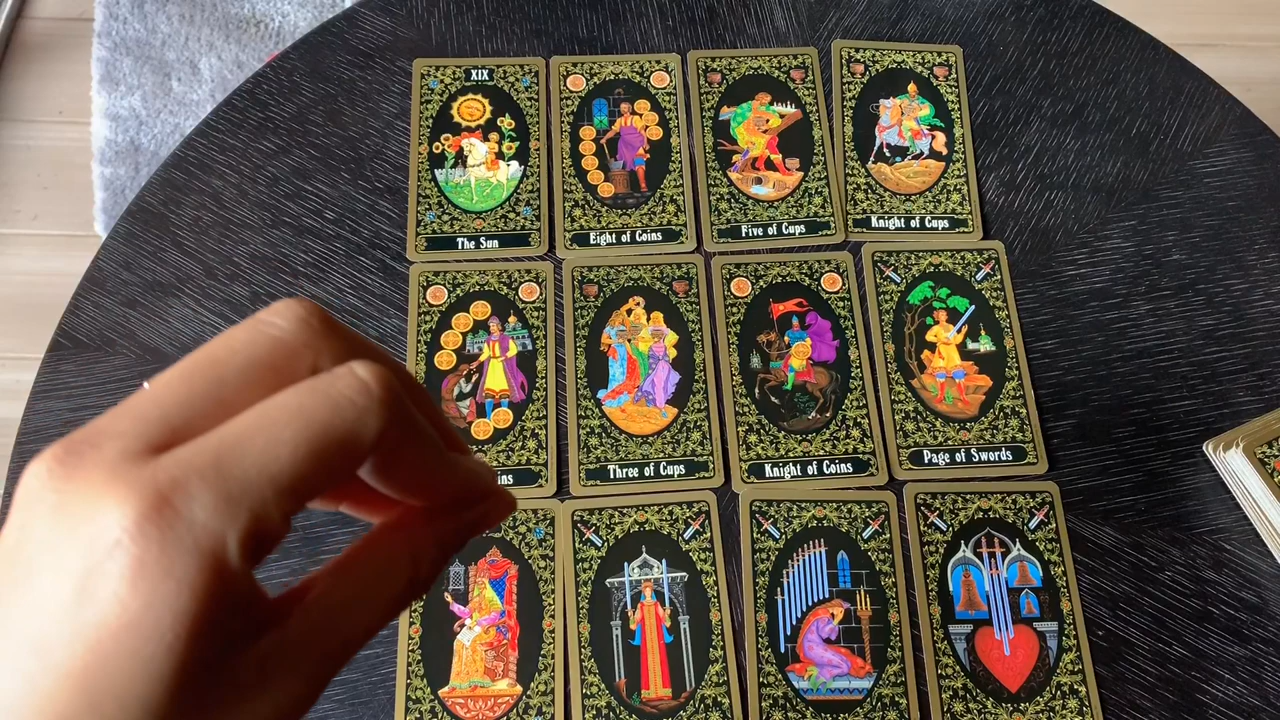 XIX
The Sun
Eight of Coins
Five of Cups
Knight of Cups
ins
Three of Cups
Knight of Coins
Page of Swords